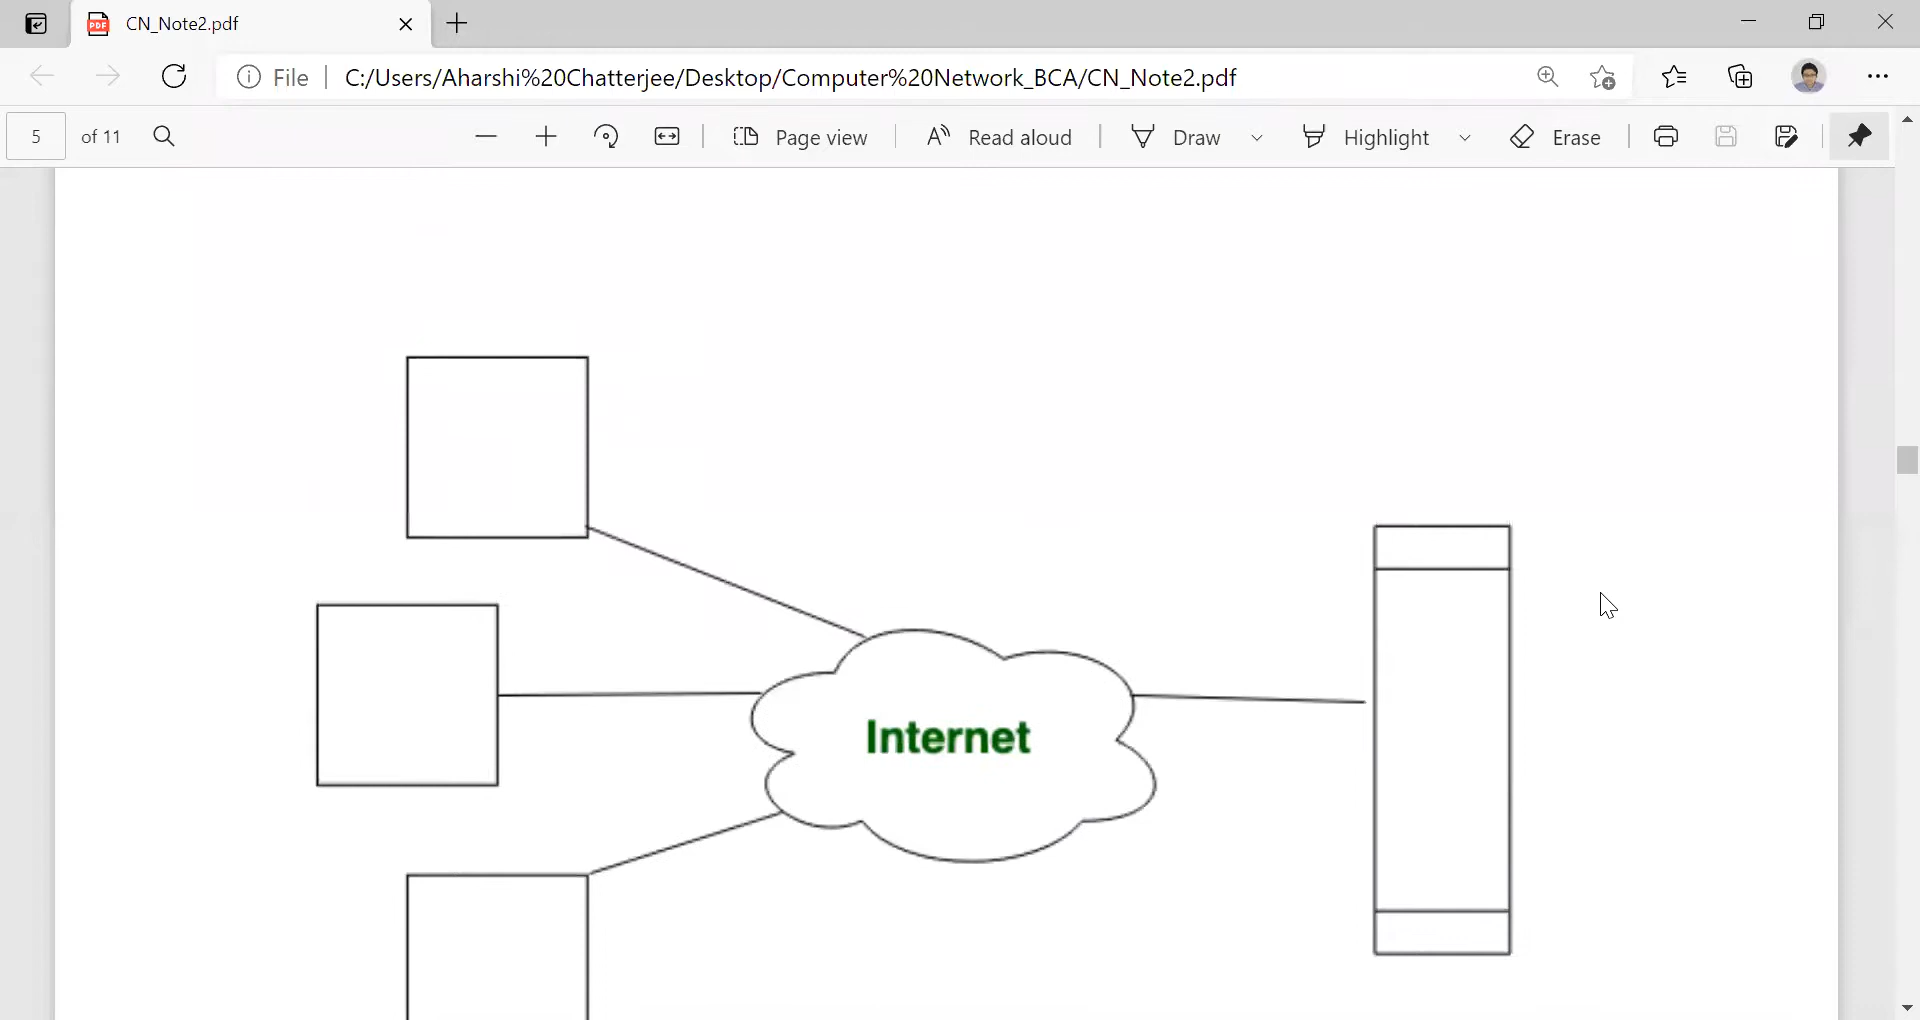 CN_Note2.pdf
File | C:/Users/Aharshi%20Chatterjee/Desktop/Computer%20Network_BCA/CN_Note2.pdf
5 of 11 Page view Read aloud Draw Highlight Erase
PDF
Internet